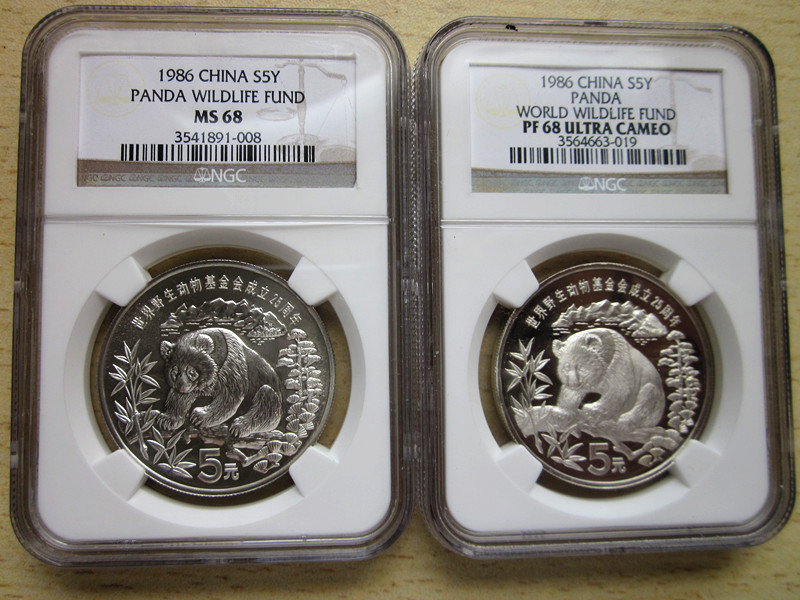 1986 CHINA S5Y
PANDA WILDLIFE FUND
MS 68
3541891-008
NGC
世界野生动物基金会成立25周年
5元
1986 CHINA S5Y
PANDA
WORLD WILDLIFE FUND
PF 68 ULTRA CAMEO
3564663-019
NGC
世界野生动物基金会成立25周年
5元